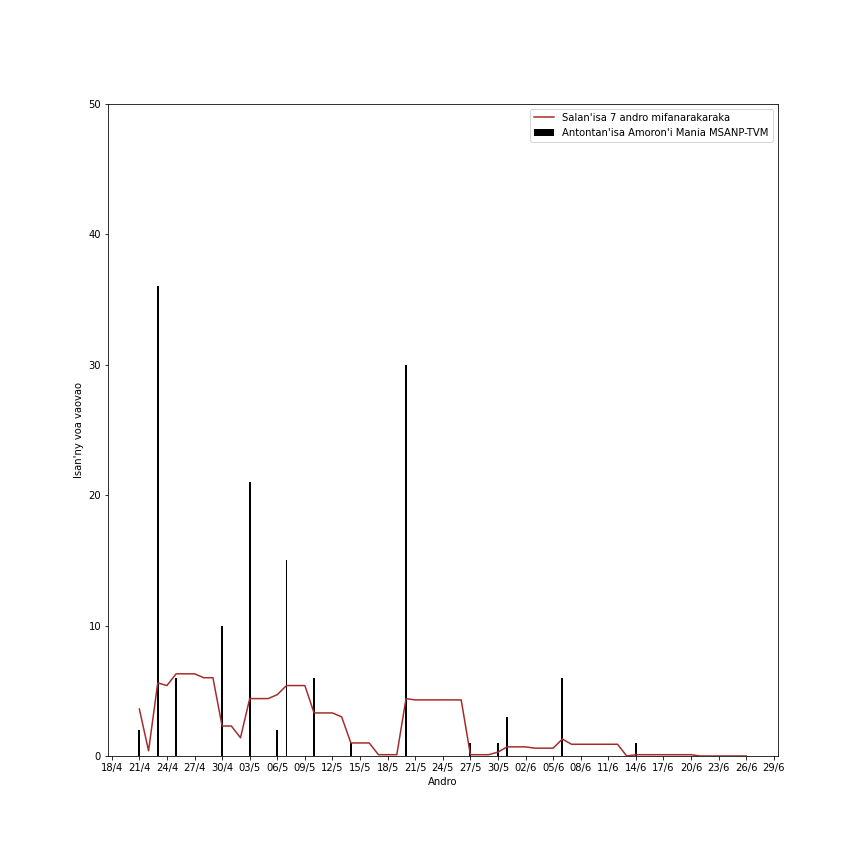 Salan'isa 7 andro mifanarakaraka
Antontan'isa Amoron'i Mania MSANP-TVM
50
40
30
20
10
0
Isan'ny voa vaovao
18/4 21/4 24/4 27/4 30/4 03/5 06/5 09/5 12/5 15/5 18/5 21/5 24/5 27/5 30/5 02/6 05/6 08/6 11/6 14/6 17/6 20/6 23/6 26/6 29/6
Andro